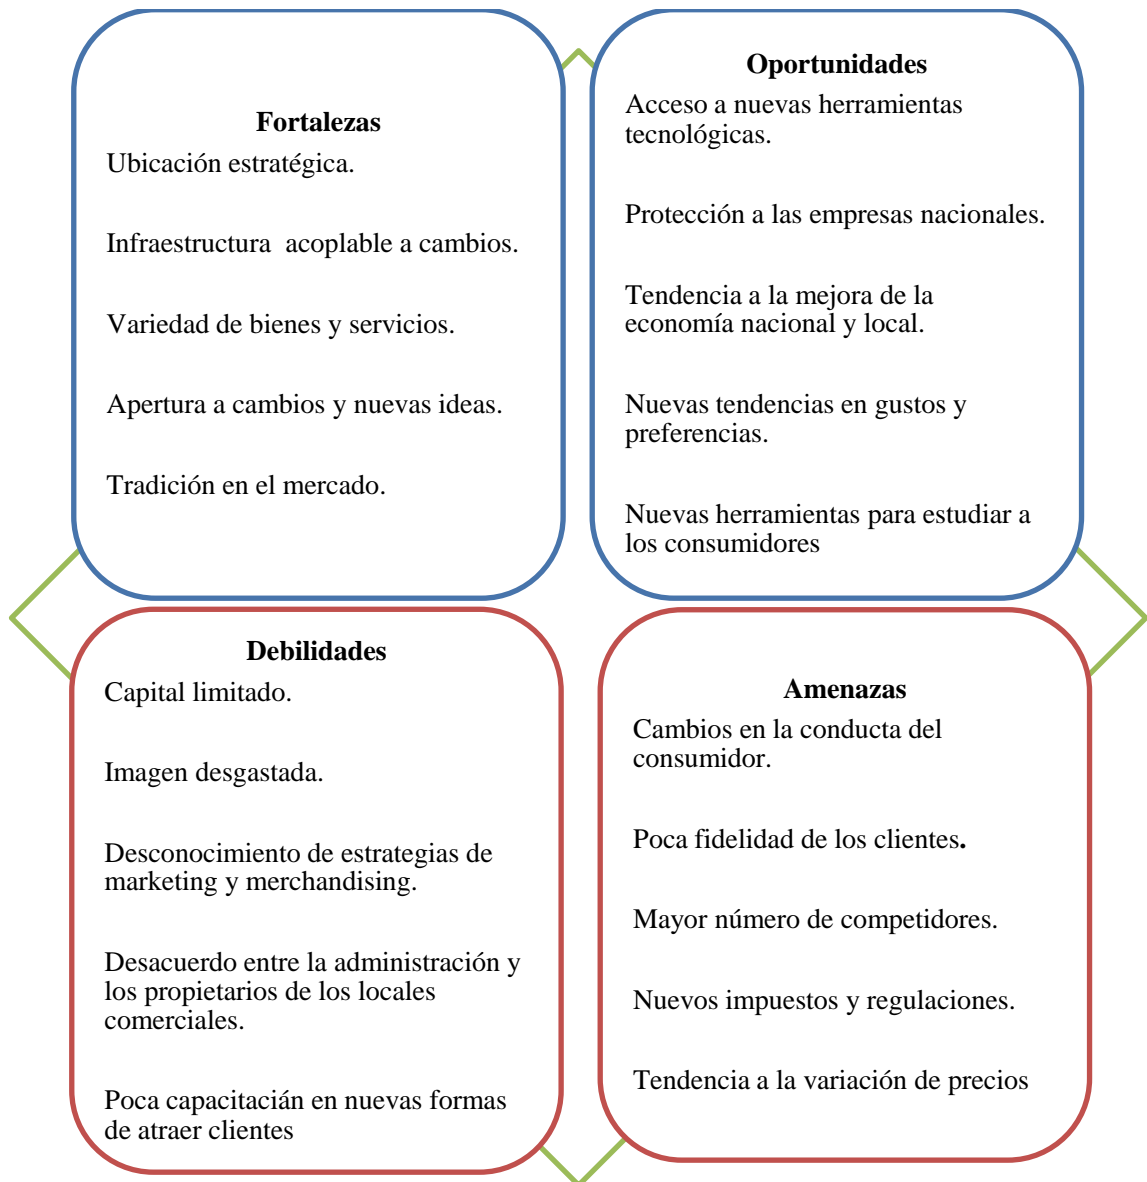 Fortalezas
Ubicación estratégica.
Infraestructura  acoplable a cambios.
Variedad de bienes y servicios.
Apertura a cambios y nuevas ideas.
Tradición en el mercado.
Oportunidades
Acceso a nuevas herramientas
tecnológicas.
Protección a las empresas nacionales.
Tendencia a la mejora de la
economía nacional y local.
Nuevas tendencias en gustos y
preferencias.
Nuevas herramientas para estudiar a
los consumidores
Debilidades
Capital limitado.
Imagen desgastada.
Desconocimiento de estrategias de
marketing y merchandising.
Desacuerdo entre la administración y
los propietarios de los locales
comerciales.
Poca capacitacián en nuevas formas
de atraer clientes
Amenazas
Cambios en la conducta del
consumidor.
Poca fidelidad de los clientes.
Mayor número de competidores.
Nuevos impuestos y regulaciones.
Tendencia a la variación de precios